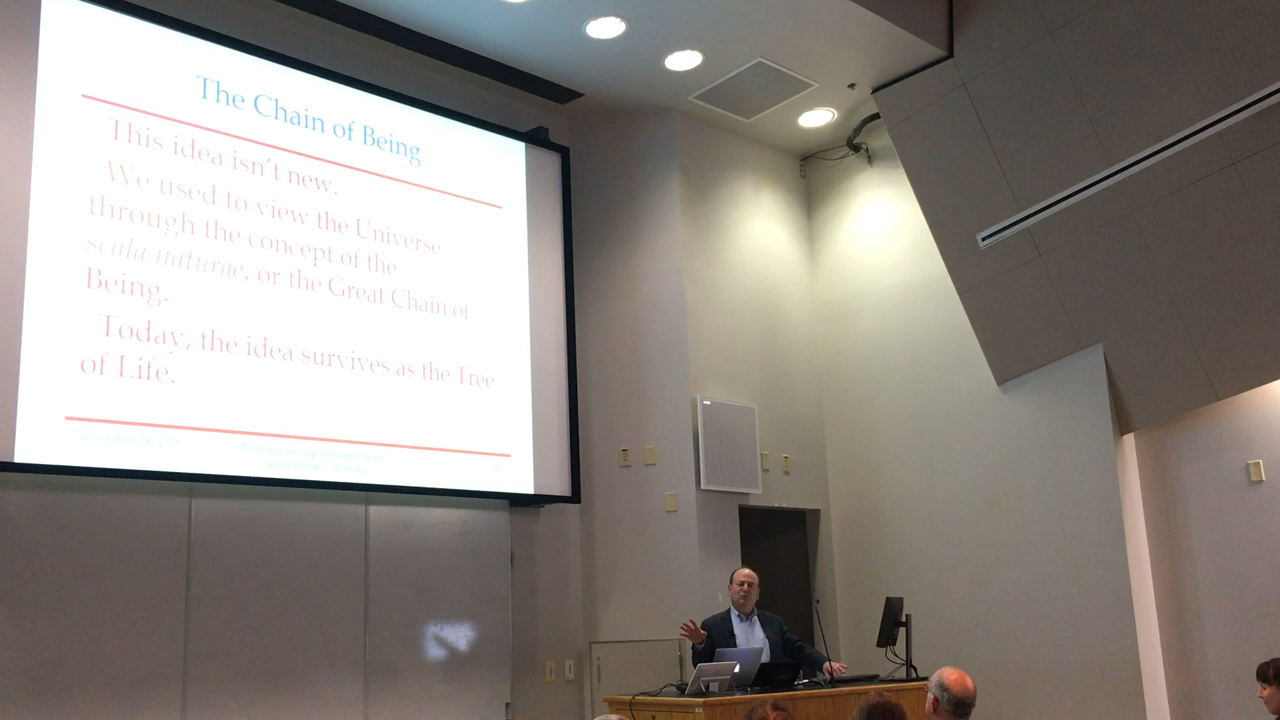 The Chain of Being
This idea isn't new.
We used to view the Universe
through the concept of the
scala naturae, or the Great Chain of
Being.
Today, the idea survives as the Tree
of Life.